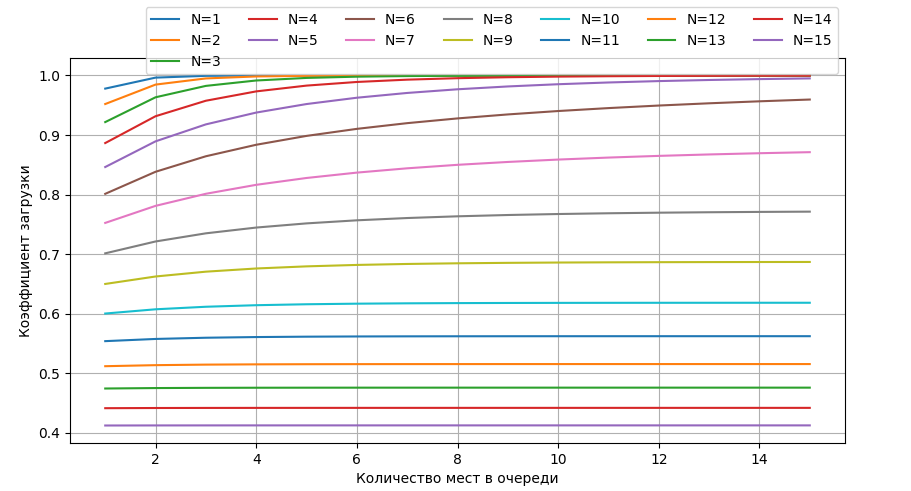 N=1 N=4 N=6 N=8 N=10 N=12 N=14
N=2 N=5 N=7 N=9 N=11 N=13 N=15
N=3
1.0
0.9
0.8
0.7
0.6
0.5
0.4
Коэффициент загрузки
2 4 6 8 10 12 14
Количество мест в очереди